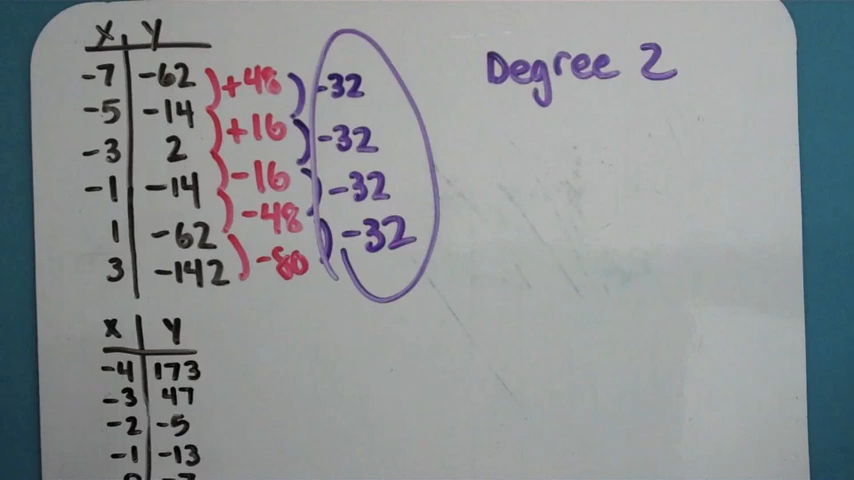 X Y
-7 -62 +48 -32
-5 -14
+16 -32
-3 2
-16 -32
-1 -14
-48 -32
1 -62
3 -142 -80
Degree 2
X Y
-4 173
-3 47
-2 -5
-1 -13